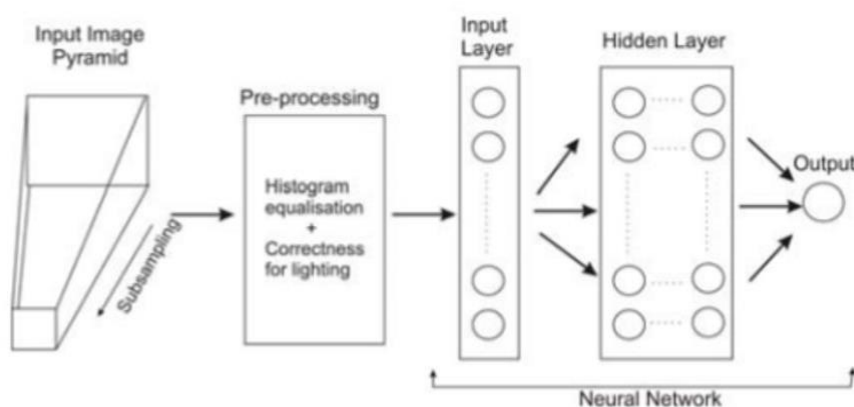 Input Image
Pyramid
Subsampling
Pre-processing
Histogram
equalisation
+
Correctness
for lighting
Input
Layer
Hidden Layer
Output
Neural Network